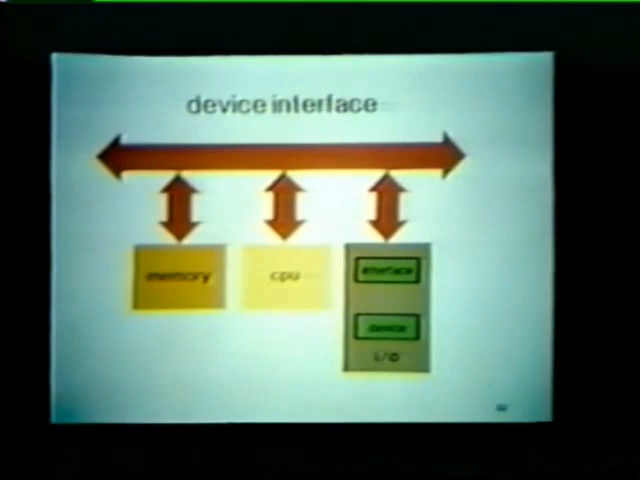 device interface
memory
cpu
interface
device
I/O